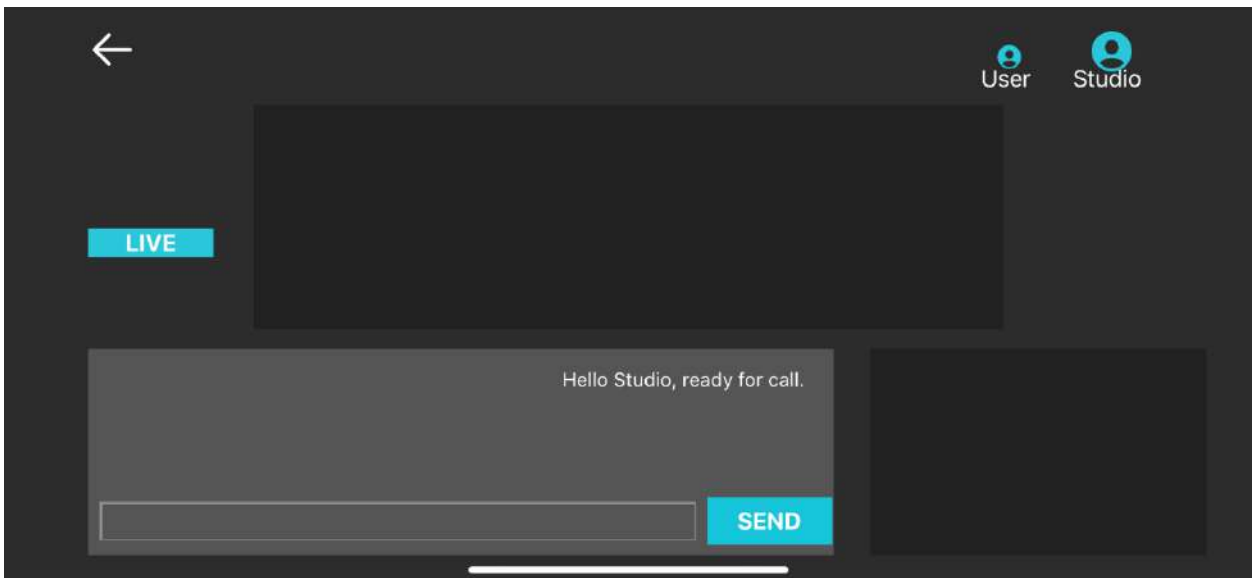 User
Studio
LIVE
Hello Studio, ready for call.
SEND